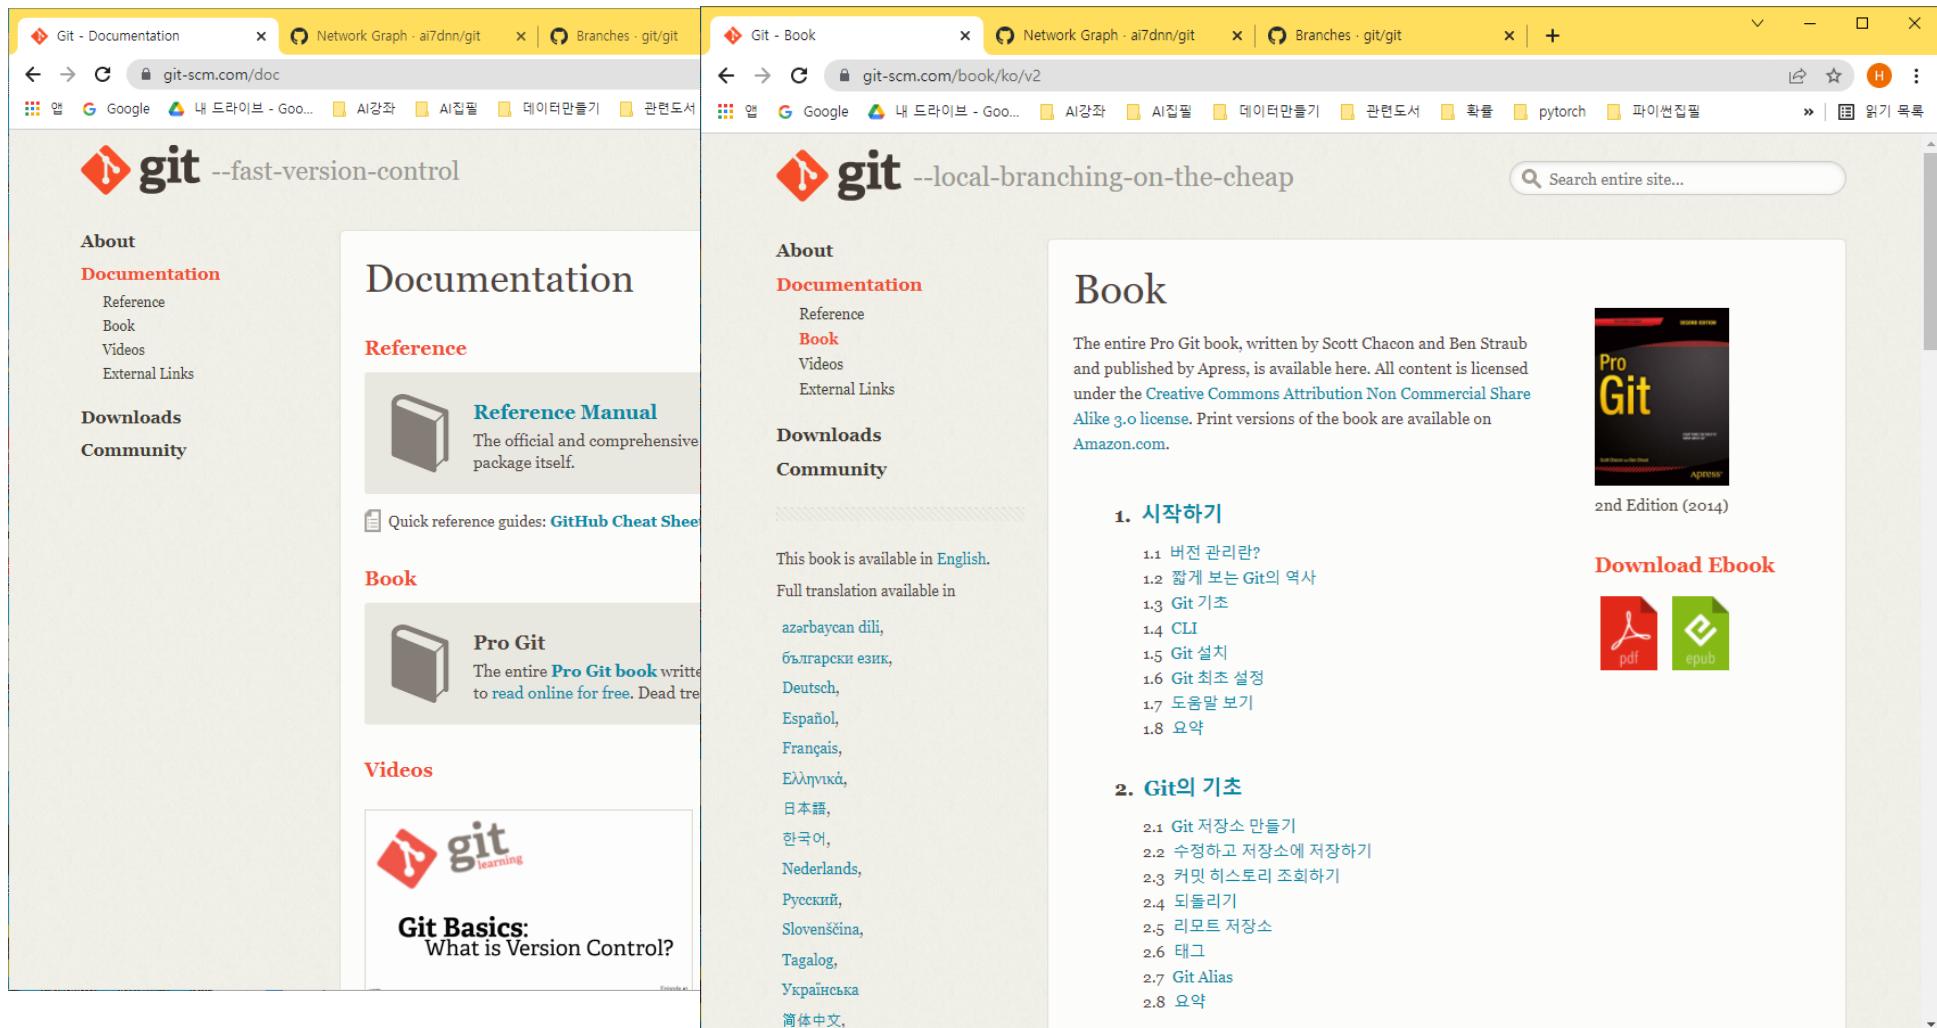 Git - Documentation
Network Graph · ai7dnn/git
Branches · git/git
git-scm.com/doc
앱
Google
내 드라이브 - Goo...
AI강좌
AI집필
데이터만들기
관련도서
git --fast-version-control
About
Documentation
Reference
Book
Videos
External Links
Downloads
Community
Documentation
Reference
Reference Manual
The official and comprehensive
package itself.
Quick reference guides: GitHub Cheat Shee
Book
Pro Git
The entire Pro Git book writte
to read online for free. Dead tre
Videos
git
learning
Git Basics:
What is Version Control?
Git - Book
Network Graph · ai7dnn/git
Branches · git/git
git-scm.com/book/ko/v2
H
앱
Google
내 드라이브 - Goo...
AI강좌
AI집필
데이터만들기
관련도서
확률
pytorch
파이썬집필
»
읽기 목록
git --local-branching-on-the-cheap
Search entire site...
About
Documentation
Reference
Book
Videos
External Links
Downloads
Community
This book is available in English.
Full translation available in
azərbaycan dili,
български език,
Deutsch,
Español,
Français,
Ελληνικά,
日本語,
한국어,
Nederlands,
Русский,
Slovenščina,
Tagalog,
Українська
简体中文,
Book
The entire Pro Git book, written by Scott Chacon and Ben Straub
and published by Apress, is available here. All content is licensed
under the Creative Commons Attribution Non Commercial Share
Alike 3.0 license. Print versions of the book are available on
Amazon.com.
1. 시작하기
1.1 버전 관리란?
1.2 짧게 보는 Git의 역사
1.3 Git 기초
1.4 CLI
1.5 Git 설치
1.6 Git 최초 설정
1.7 도움말 보기
1.8 요약
2. Git의 기초
2.1 Git 저장소 만들기
2.2 수정하고 저장소에 저장하기
2.3 커밋 히스토리 조회하기
2.4 되돌리기
2.5 리모트 저장소
2.6 태그
2.7 Git Alias
2.8 요약
SECOND EDITION
Pro
Git
Scott Chacon and Ben Straub
Apress
2nd Edition (2014)
Download Ebook
pdf
epub